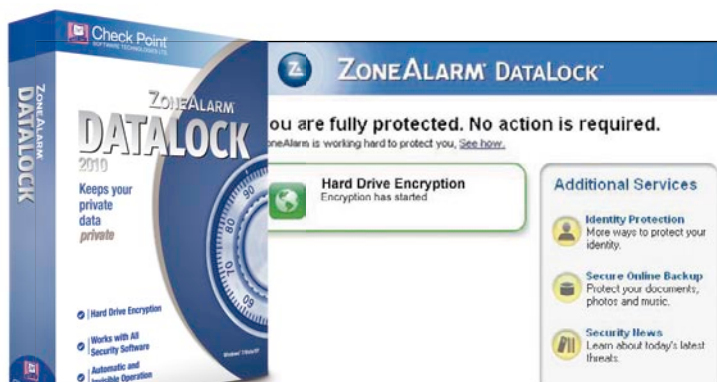 Check Point
SOFTWARE TECHNOLOGIES LTD.
ZONEALARM
DATALOCK
2010
Keeps your
private
data
private
Hard Drive Encryption
Works with All
Security Software
Automatic and
Invisible Operation
ZONEALARM
DATALOCK
90
80
70
60
ZONEALARM DATALOCK
ou are fully protected. No action is required.
oneAlarm is working hard to protect you, See how.
Hard Drive Encryption
Encryption has started
Additional Services
Identity Protection
More ways to protect your
identity.
Secure Online Backup
Protect your documents,
photos and music.
Security News
Learn about today's latest
threats.